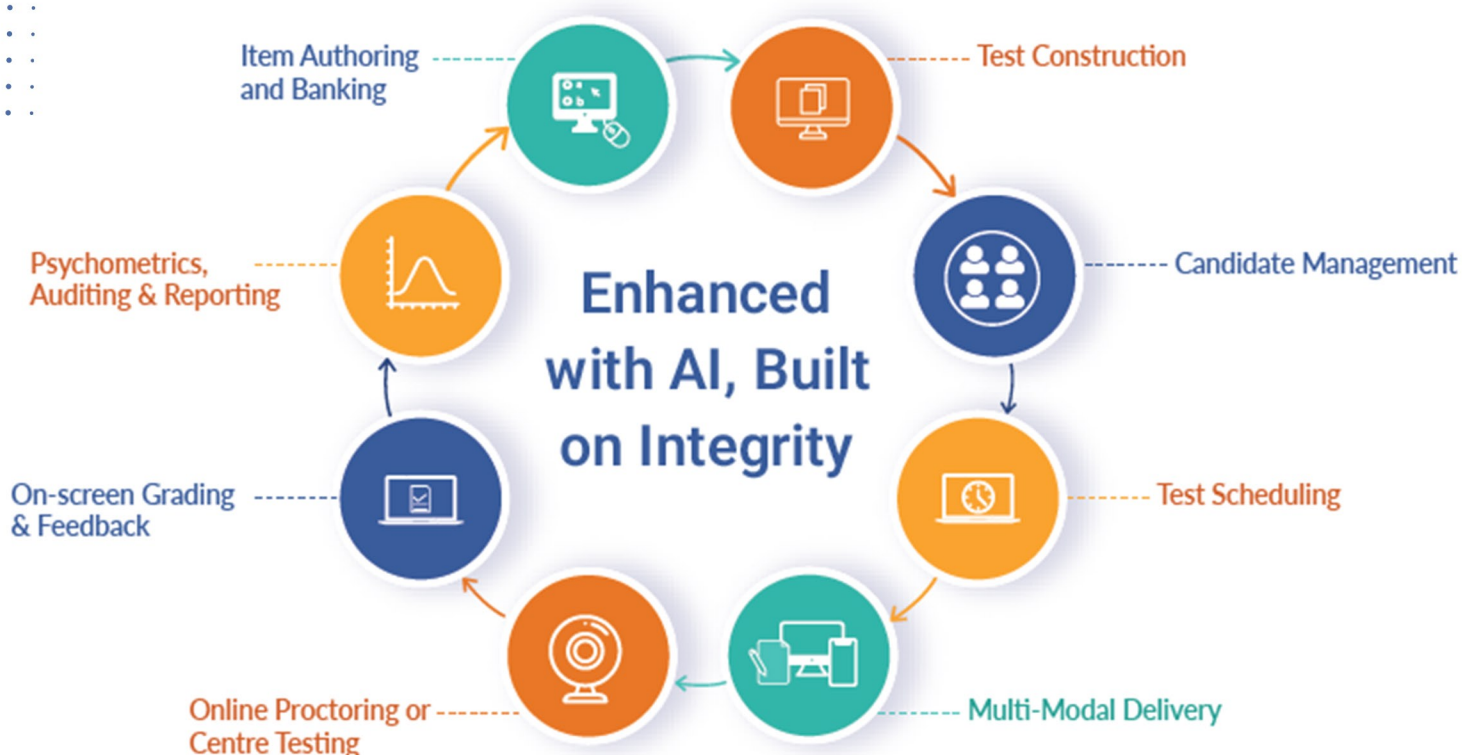 Item Authoring
and Banking
Test Construction
Candidate Management
Test Scheduling
Multi-Modal Delivery
Online Proctoring or
Centre Testing
On-screen Grading
& Feedback
Psychometrics,
Auditing & Reporting
Enhanced
with AI, Built
on Integrity